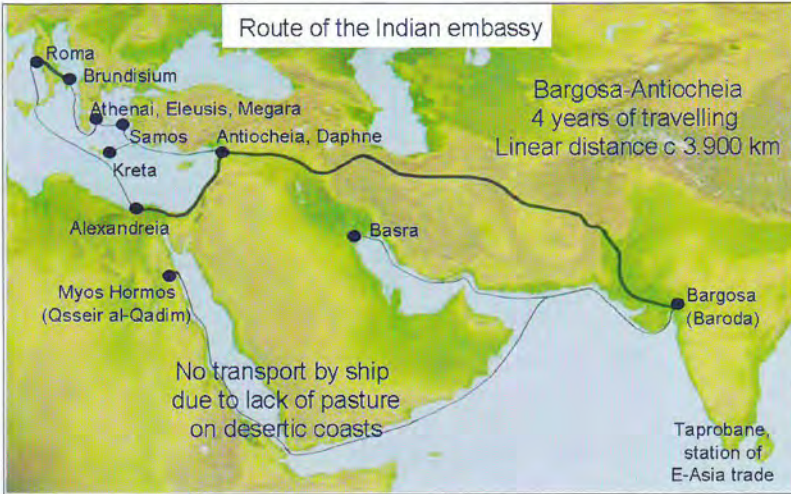 Route of the Indian embassy
Roma
Brundisium
Athenai, Eleusis, Megara
Samos
Antiocheia, Daphne
Kreta
Alexandreia
Bargosa-Antiocheia
4 years of travelling
Linear distance c 3.900 km
Basra
Myos Hormos
(Qsseir al-Qadim)
Bargosa
(Baroda)
No transport by ship
due to lack of pasture
on desertic coasts
Taprobane,
station of
E-Asia trade